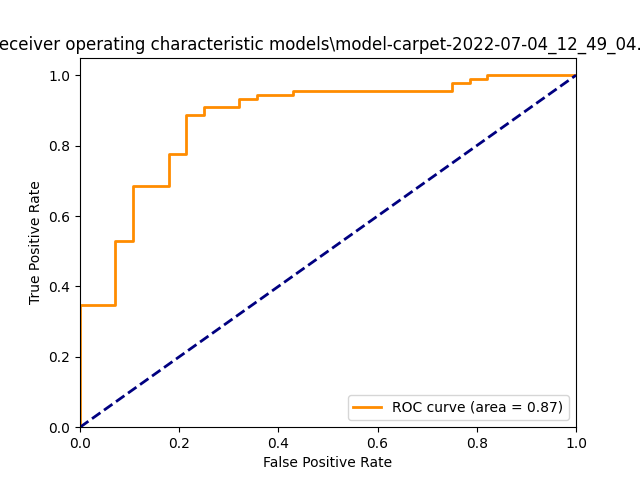 eceiver operating characteristic models\model-carpet-2022-07-04_12_49_04.
1.0
0.8
0.6
0.4
0.2
0.0
True Positive Rate
ROC curve (area = 0.87)
0.0 0.2 0.4 0.6 0.8 1.0
False Positive Rate